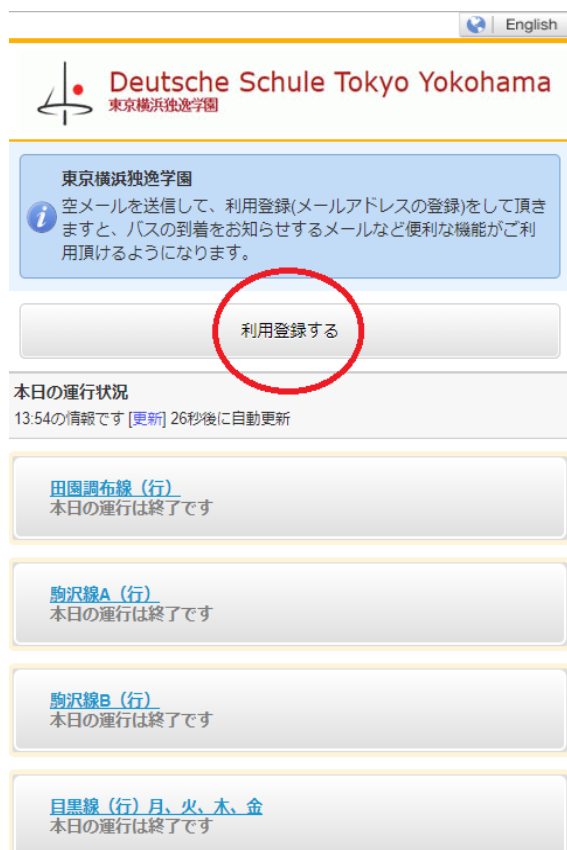 English
Deutsche Schule Tokyo Yokohama
東京横浜独逸学園
東京横浜独逸学園
空メールを送信して、利用登録(メールアドレスの登録)をして頂き
ますと、バスの到着をお知らせするメールなど便利な機能がご利
用頂けるようになります。
利用登録する
本日の運行状況
13:54の情報です [更新] 26秒後に自動更新
田園調布線（行）
本日の運行は終了です
駒沢線A（行）
本日の運行は終了です
駒沢線B（行）
本日の運行は終了です
目黒線（行）月、火、木、金
本日の運行は終了です